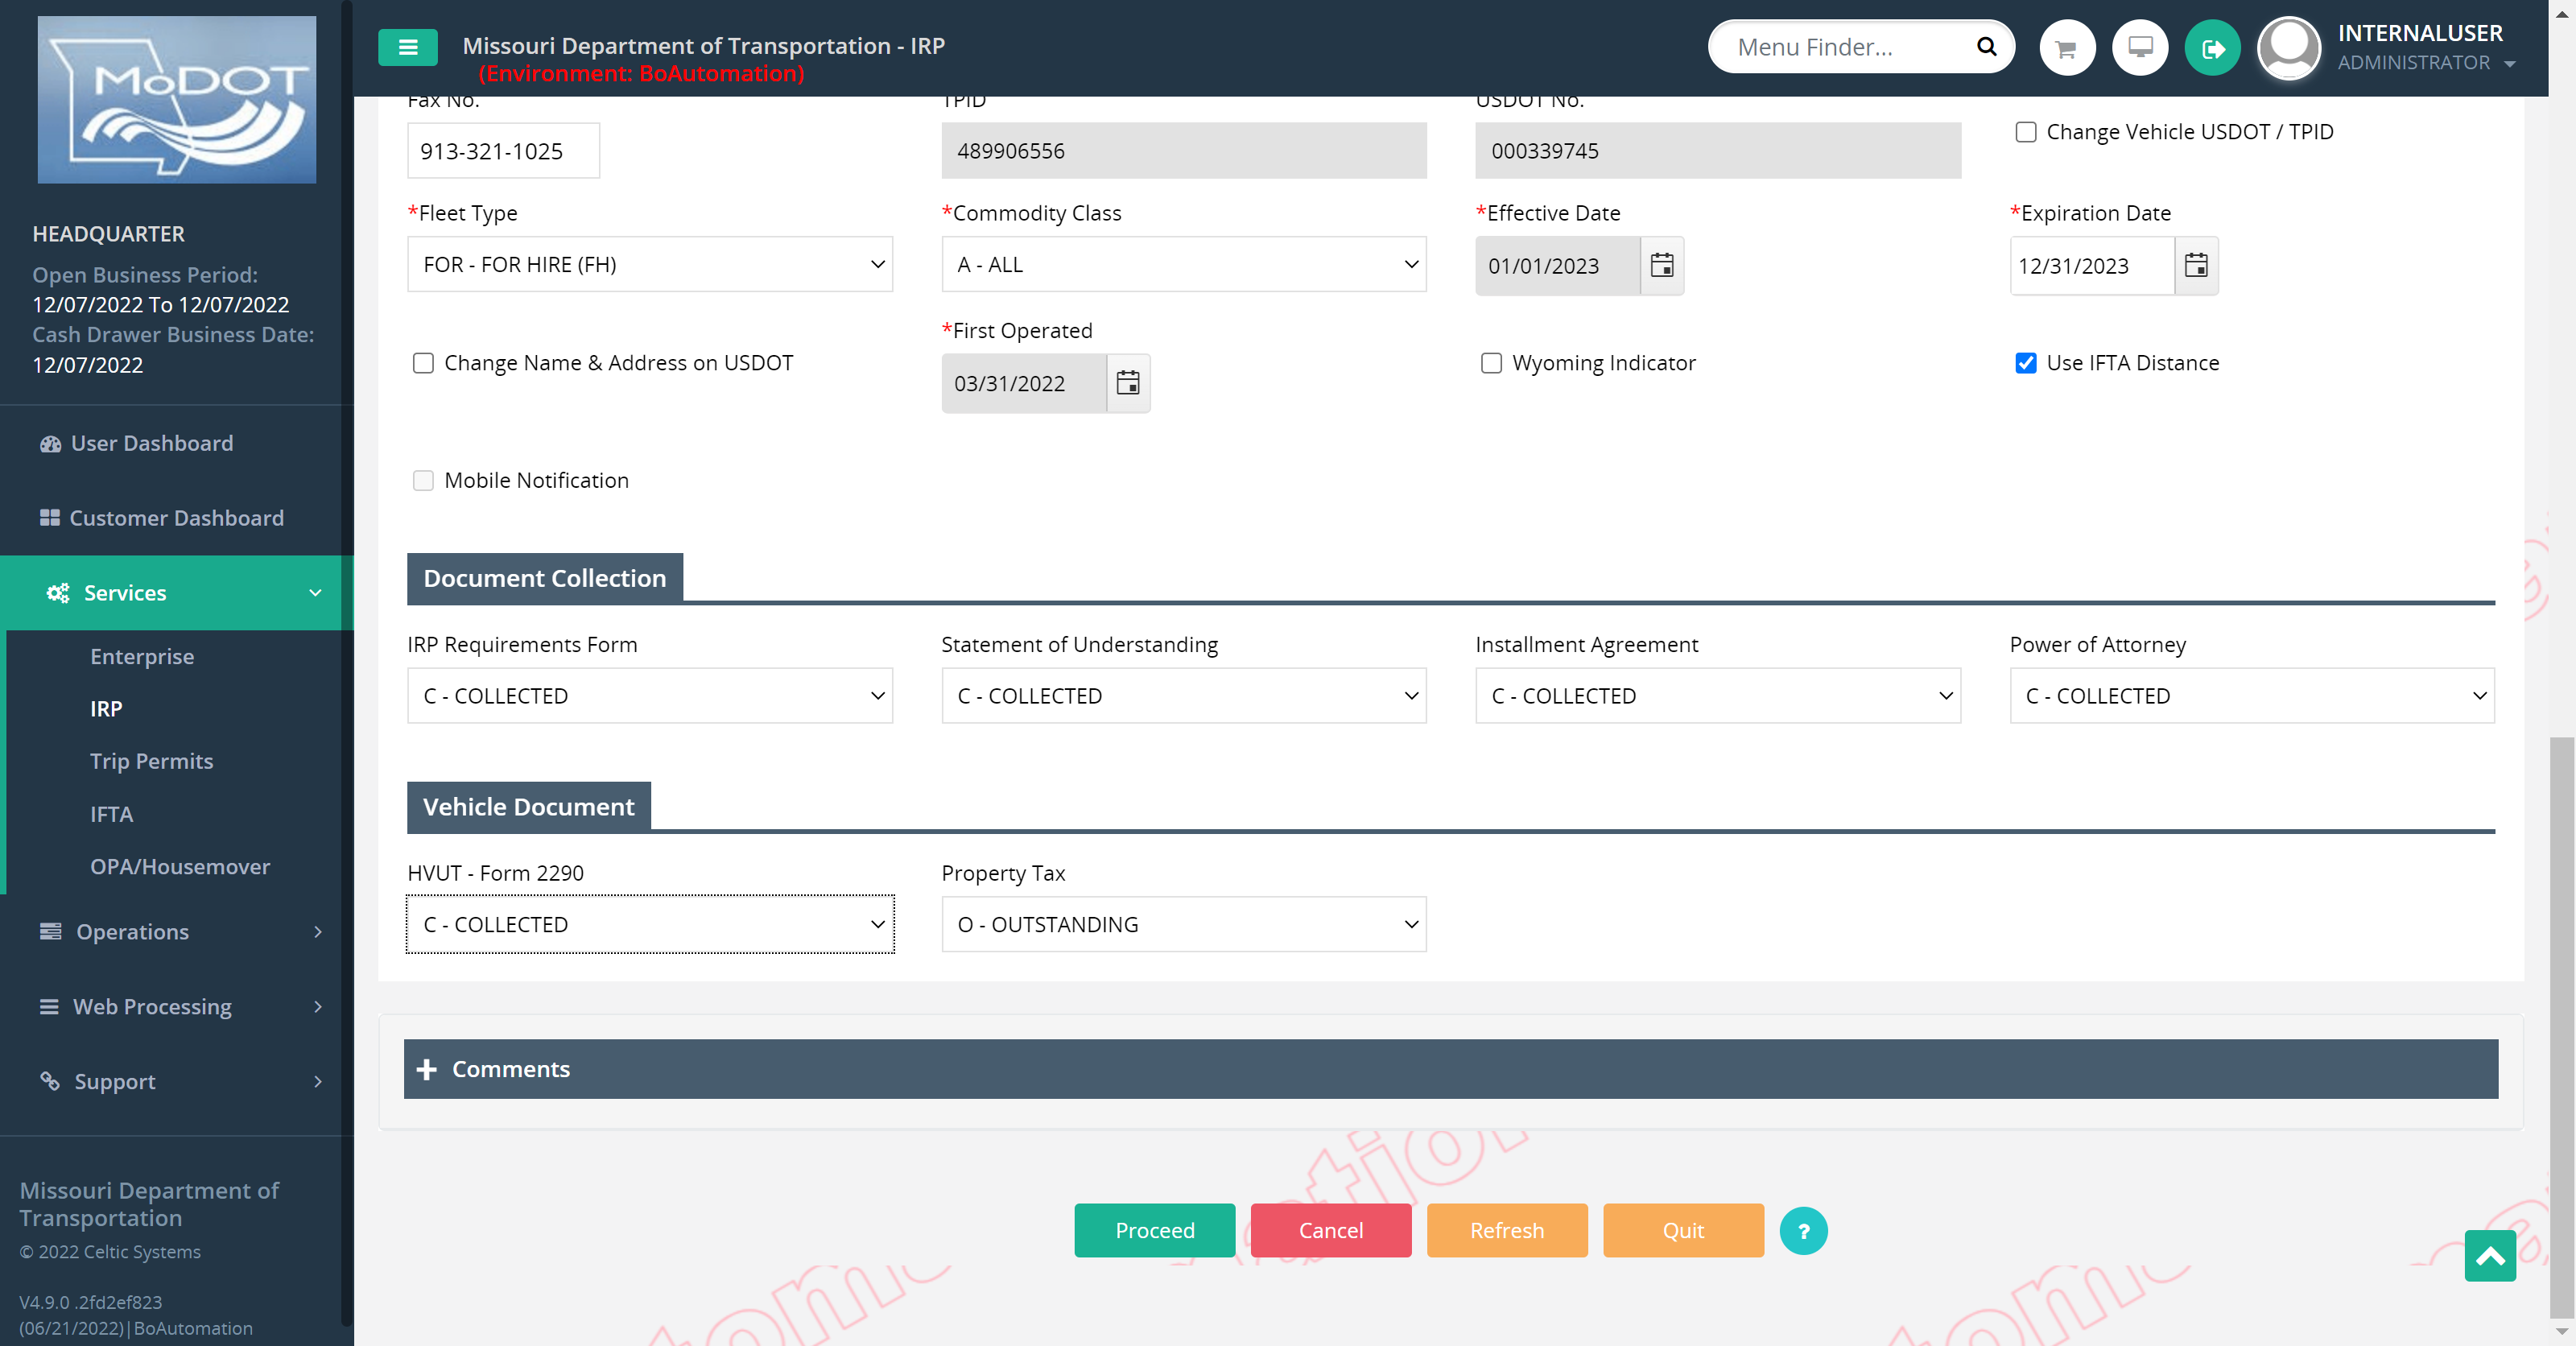 MoDOT
HEADQUARTER
Open Business Period:
12/07/2022 To 12/07/2022
Cash Drawer Business Date:
12/07/2022
User Dashboard
Customer Dashboard
Services
Enterprise
IRP
Trip Permits
IFTA
OPA/Housemover
Operations
Web Processing
Support
Missouri Department of
Transportation
© 2022 Celtic Systems
V4.9.0 .2fd2ef823
(06/21/2022)|BoAutomation
Missouri Department of Transportation - IRP
(Environment: BoAutomation)
Menu Finder...
INTERNALUSER
ADMINISTRATOR
Fax No.
TPID
USDOT No.
913-321-1025
489906556
000339745
Change Vehicle USDOT / TPID
*Fleet Type
*Commodity Class
*Effective Date
*Expiration Date
FOR - FOR HIRE (FH)
A - ALL
01/01/2023
12/31/2023
*First Operated
Change Name & Address on USDOT
03/31/2022
Wyoming Indicator
Use IFTA Distance
Mobile Notification
Document Collection
IRP Requirements Form
Statement of Understanding
Installment Agreement
Power of Attorney
C - COLLECTED
C - COLLECTED
C - COLLECTED
C - COLLECTED
Vehicle Document
HVUT - Form 2290
Property Tax
C - COLLECTED
O - OUTSTANDING
Comments
Proceed
Cancel
Refresh
Quit
?